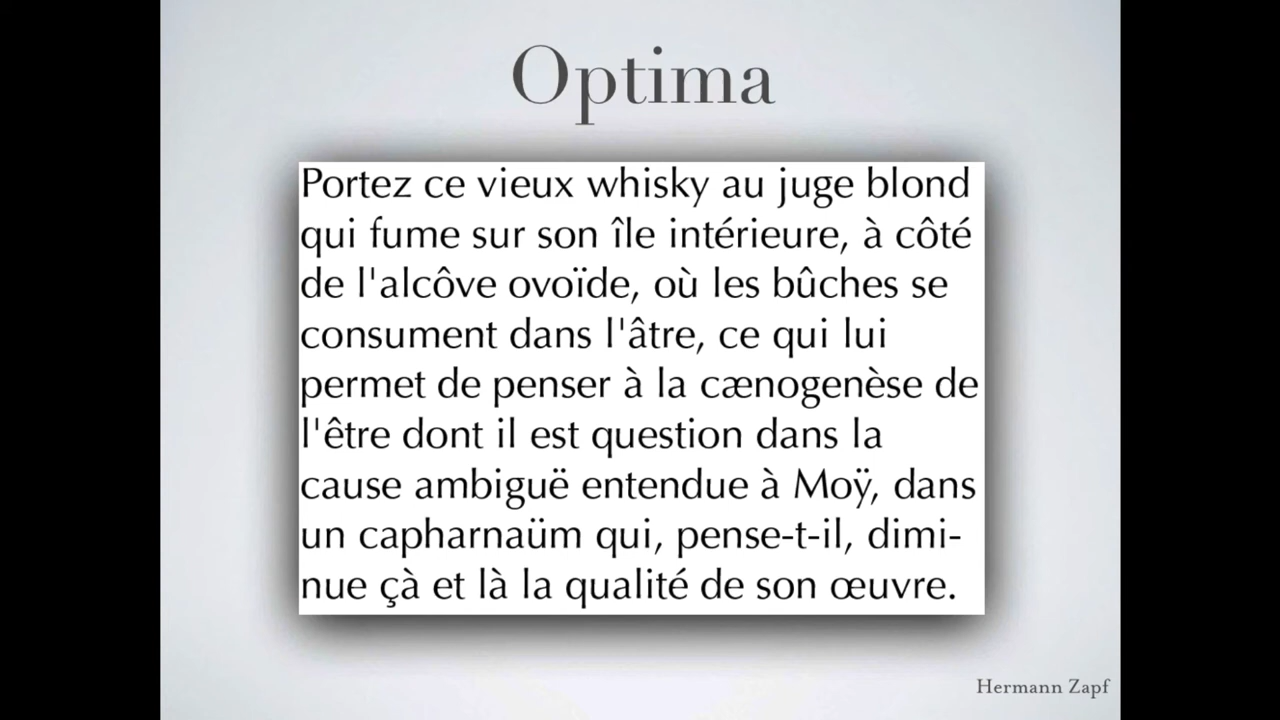 Optima
Portez ce vieux whisky au juge blond
qui fume sur son île intérieure, à côté
de l'alcôve ovoïde, où les bûches se
consument dans l'âtre, ce qui lui
permet de penser à la cænogenèse de
l'être dont il est question dans la
cause ambiguë entendue à Moÿ, dans
un capharnaüm qui, pense-t-il, dimi-
nue çà et là la qualité de son œuvre.
Hermann Zapf